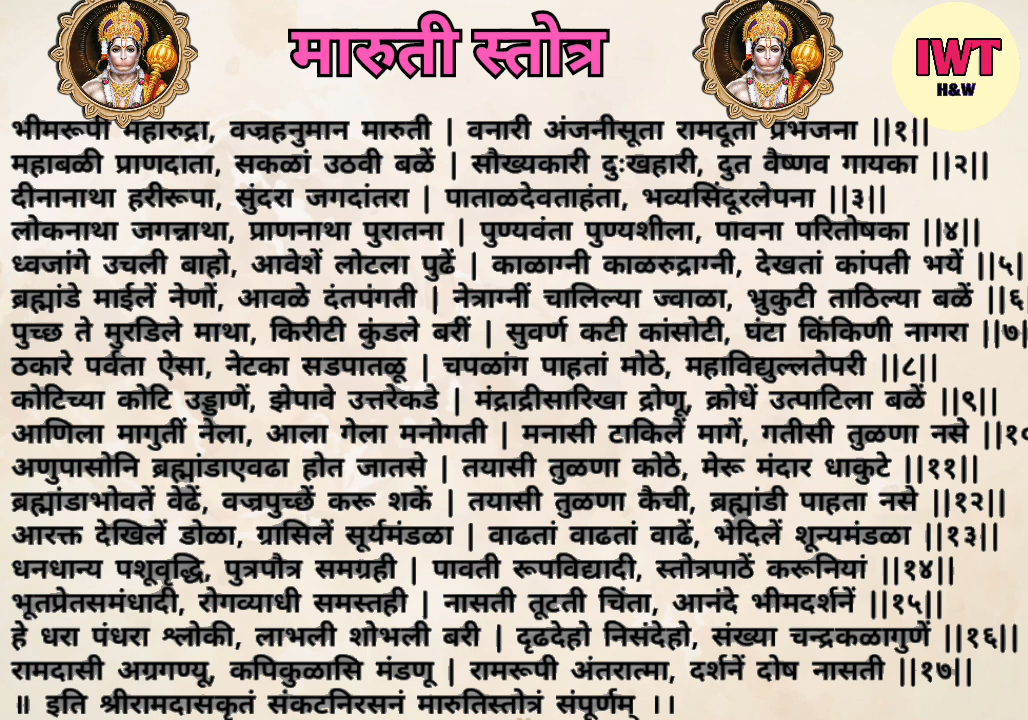 मारुती स्तोत्र
IWT
H&W
भीमरूपी महारुद्रा, वज्रहनुमान मारुती | वनारी अंजनीसूता रामदूता प्रभंजना ||१||
महाबळी प्राणदाता, सकळां उठवी बळें | सौख्यकारी दुःखहारी, दुत वैष्णव गायका ||२||
दीनानाथा हरीरूपा, सुंदरा जगदांतरा | पाताळदेवताहंता, भव्यसिंदूरलेपना ||३||
लोकनाथा जगन्नाथा, प्राणनाथा पुरातना | पुण्यवंता पुण्यशीला, पावना परितोषका ||४||
ध्वजांगे उचली बाहो, आवेशें लोटला पुढें | काळाग्नी काळरुद्राग्नी, देखतां कांपती भयें ||५|
ब्रह्मांडे माईलें नेणों, आवळे दंतपंगती | नेत्राग्नीं चालिल्या ज्वाळा, भ्रुकुटी ताठिल्या बळें ||६|
पुच्छ ते मुरडिले माथा, किरीटी कुंडले बरीं | सुवर्ण कटी कांसोटी, घंटा किंकिणी नागरा ||७|
ठकारे पर्वता ऐसा, नेटका सडपातळू | चपळांग पाहतां मोठे, महाविद्युल्लतेपरी ||८||
कोटिच्या कोटि उड्डाणें, झेपावे उत्तरेकडे | मंद्राद्रीसारिखा द्रोणू, क्रोधें उत्पाटिला बळें ||९||
आणिला मागुतीं नेला, आला गेला मनोगती | मनासी टाकिलें मागें, गतीसी तुळणा नसे ||१०
अणुपासोनि ब्रह्मांडाएवढा होत जातसे | तयासी तुळणा कोठे, मेरू मंदार धाकुटे ||११||
ब्रह्मांडाभोवतें वेढें, वज्रपुच्छें करू शकें | तयासी तुळणा कैची, ब्रह्मांडी पाहता नसे ||१२||
आरक्त देखिलें डोळा, ग्रासिलें सूर्यमंडळा | वाढतां वाढतां वाढें, भेदिलें शून्यमंडळा ||१३||
धनधान्य पशूवृद्धि, पुत्रपौत्र समग्रही | पावती रूपविद्यादी, स्तोत्रपाठें करूनियां ||१४||
भूतप्रेतसमंधादी, रोगव्याधी समस्तही | नासती तूटती चिंता, आनंदे भीमदर्शनें ||१५||
हे धरा पंधरा श्लोकी, लाभली शोभली बरी | दृढदेहो निसंदेहो, संख्या चन्द्रकळागुणें ||१६||
रामदासी अग्रगण्यू, कपिकुळासि मंडणू | रामरूपी अंतरात्मा, दर्शनें दोष नासती ||१७||
॥ इति श्रीरामदासकृतं संकटनिरसनं मारुतिस्तोत्रं संपूर्णम् ।।